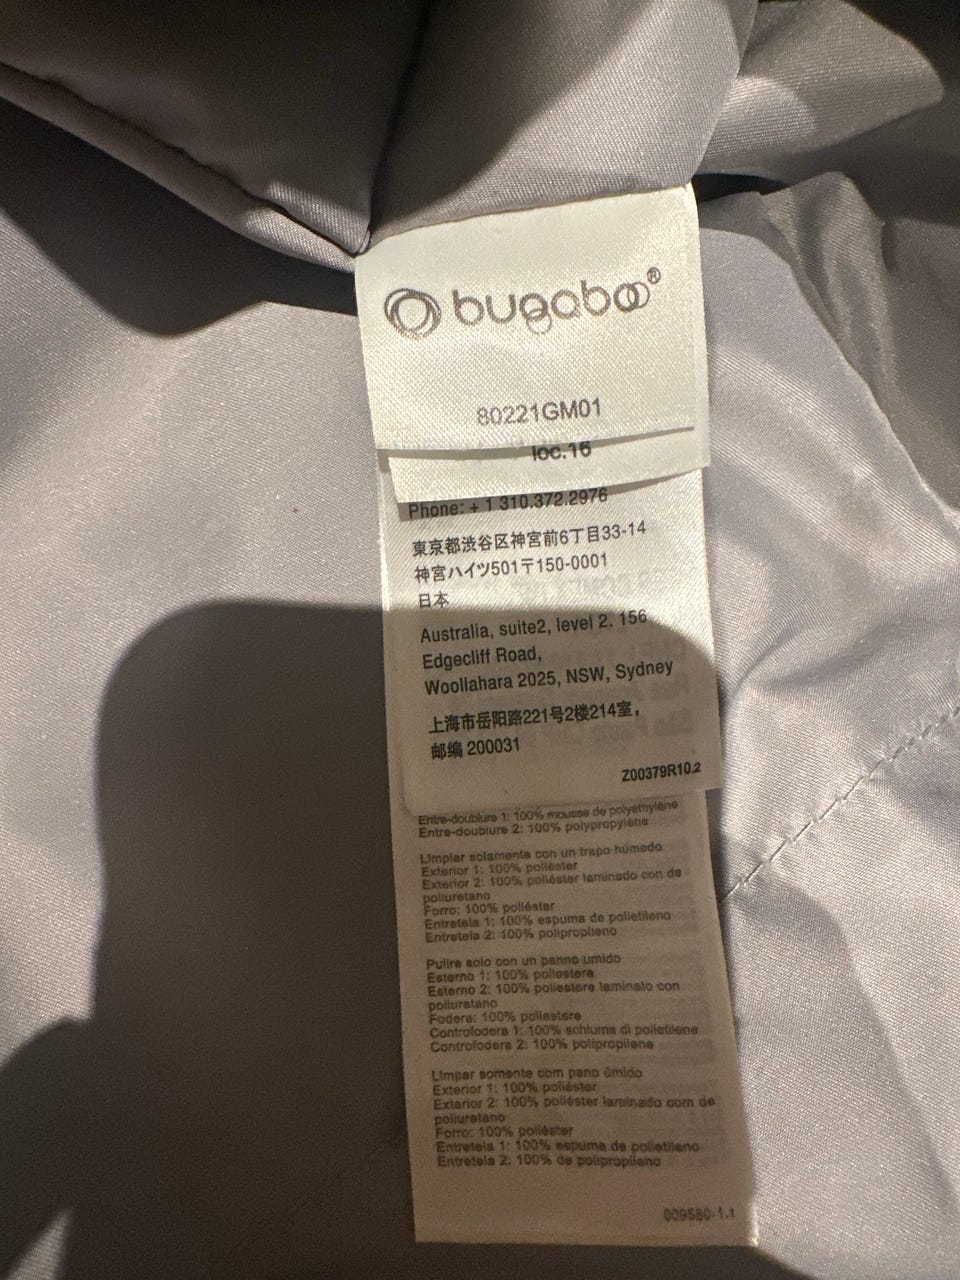 bugaboo®
80221GM01
loc.16
Phone: + 1 310.372.2976
東京都渋谷区神宮前6丁目33-14
神宮ハイツ501〒150-0001
日本
Australia, suite2, level 2. 156
Edgecliff Road,
Woollahara 2025, NSW, Sydney
上海市岳阳路221号2楼214室，
邮编 200031
Z00379R10.2
Entre-doublure 1: 100% mousse de polyéthylène
Entre-doublure 2: 100% polypropylène
Limpiar solamente con un trapo húmedo
Exterior 1: 100% poliéster
Exterior 2: 100% poliéster laminado con de
poliuretano
Forro: 100% poliéster
Entretela 1: 100% espuma de polietileno
Entretela 2: 100% polipropileno
Pulire solo con un panno umido
Esterno 1: 100% poliestere
Esterno 2: 100% poliestere laminato con
poliuretano
Fodera: 100% poliestere
Controfodera 1: 100% schiuma di polietilene
Controfodera 2: 100% polipropilene
Limpar somente com pano úmido
Exterior 1: 100% poliéster
Exterior 2: 100% poliéster laminado com de
poliuretano
Forro: 100% poliéster
Entretela 1: 100% espuma de polietileno
Entretela 2: 100% de polipropileno
009580-1.1